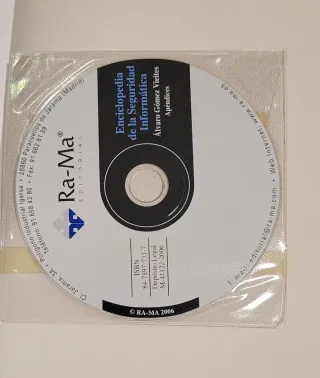 Enciclopedia
de la Seguridad
Informática
Álvaro Gómez Vieites
Apéndices
Ra-Ma®
EDITORIAL
ISBN
84-7897-731-7
Depósito Legal
M-41122-2006
© RA-MA 2006
C/ Jarama, 3A • Polígono Industrial Igarsa • 28860 Paracuellos de Jarama (Madrid)
Teléfono: 91 658 42 80 • Fax: 91 662 81 39
E-mail: editorial@ra-ma.com • Web Internet: www.ra-ma.es